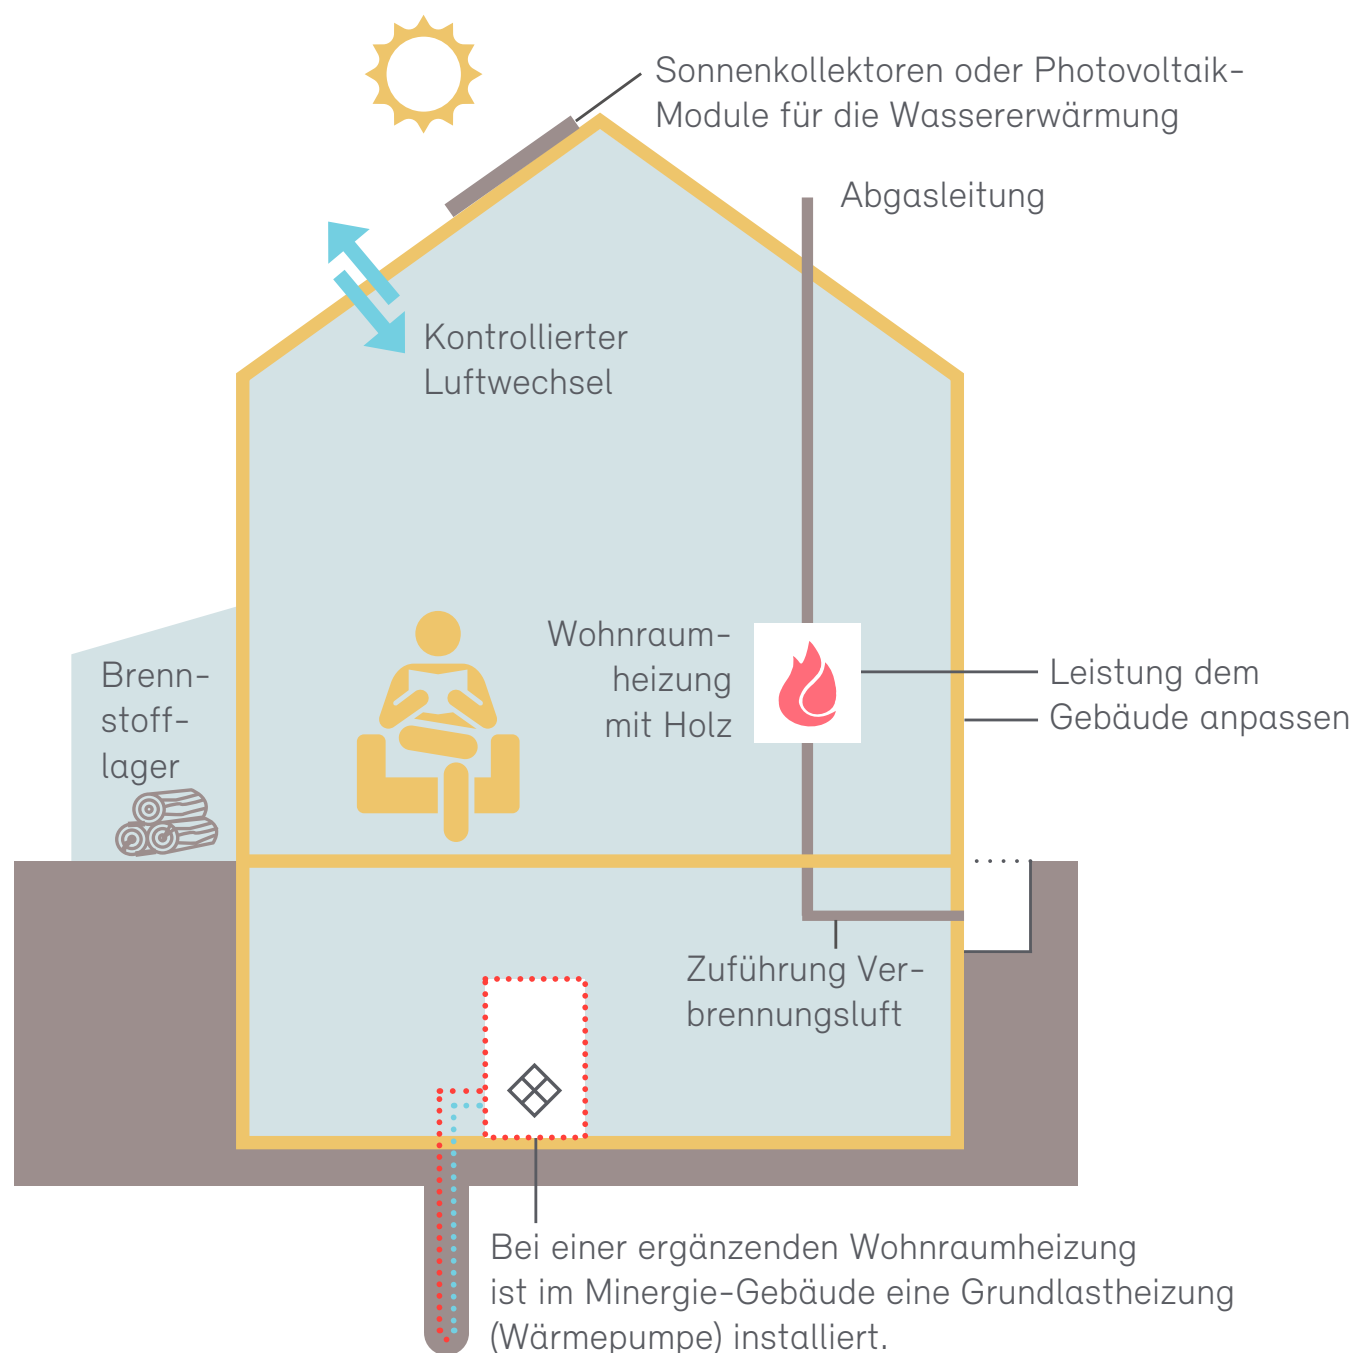 Sonnenkollektoren oder Photovoltaik-
Module für die Wassererwärmung
Abgasleitung
Kontrollierter
Luftwechsel
Wohnraum-
heizung
mit Holz
Brenn-
stoff-
lager
Leistung dem
Gebäude anpassen
Zuführung Ver-
brennungsluft
Bei einer ergänzenden Wohnraumheizung
ist im Minergie-Gebäude eine Grundlastheizung
(Wärmepumpe) installiert.